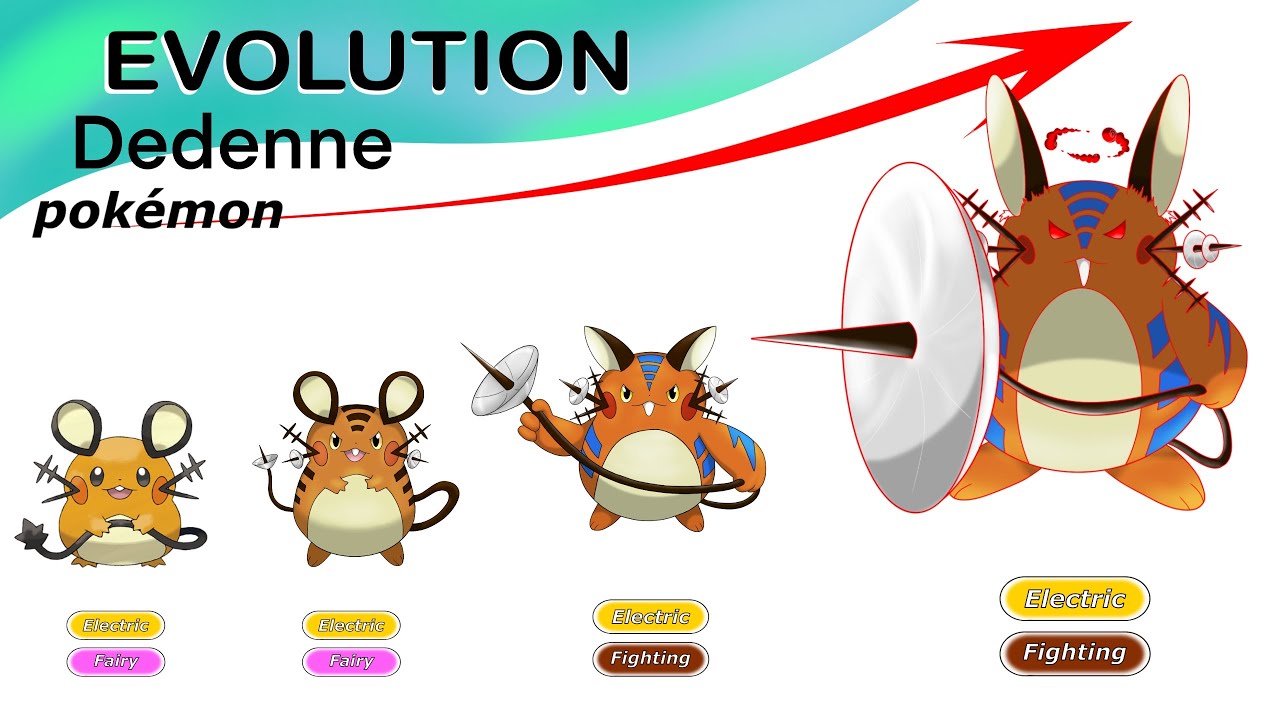 EVOLUTION
Dedenne
pokémon
Electric
Fairy
Electric
Fairy
Electric
Fighting
Electric
Fighting